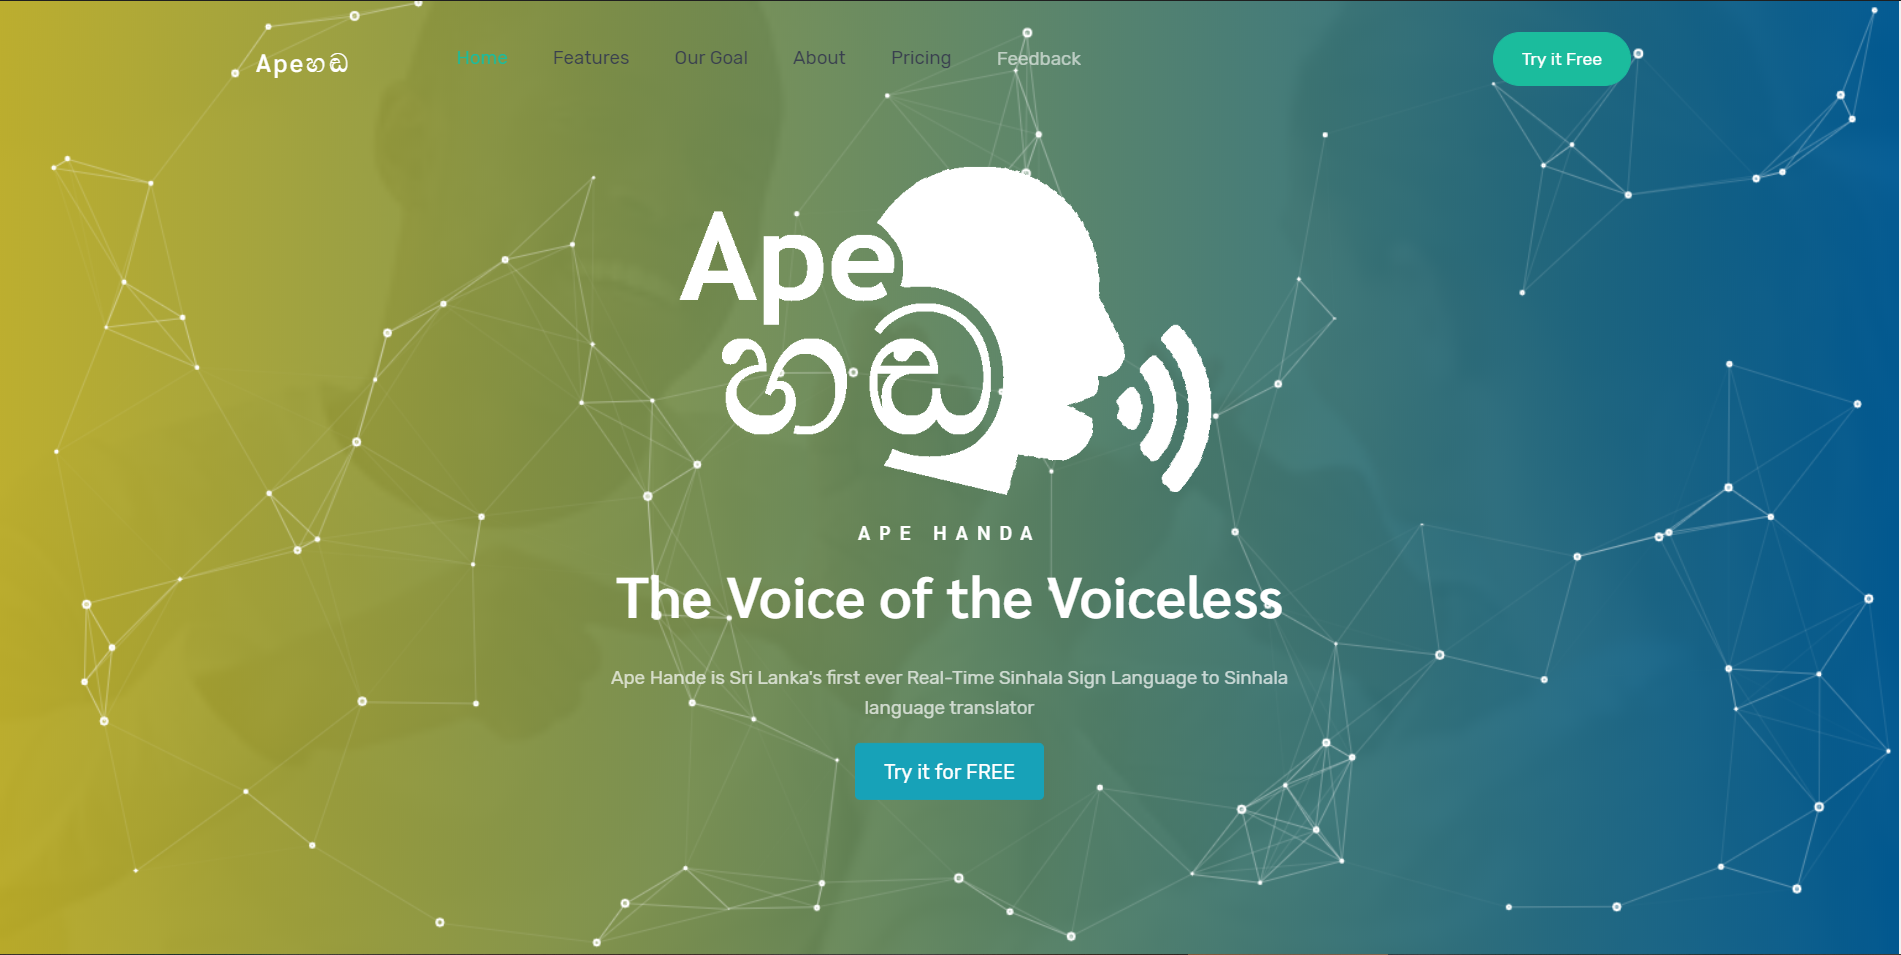 Apeහඬ
Home
Features
Our Goal
About
Pricing
Feedback
Try it Free
Ape
හඬ
APE HANDA
The Voice of the Voiceless
Ape Hande is Sri Lanka's first ever Real-Time Sinhala Sign Language to Sinhala
language translator
Try it for FREE